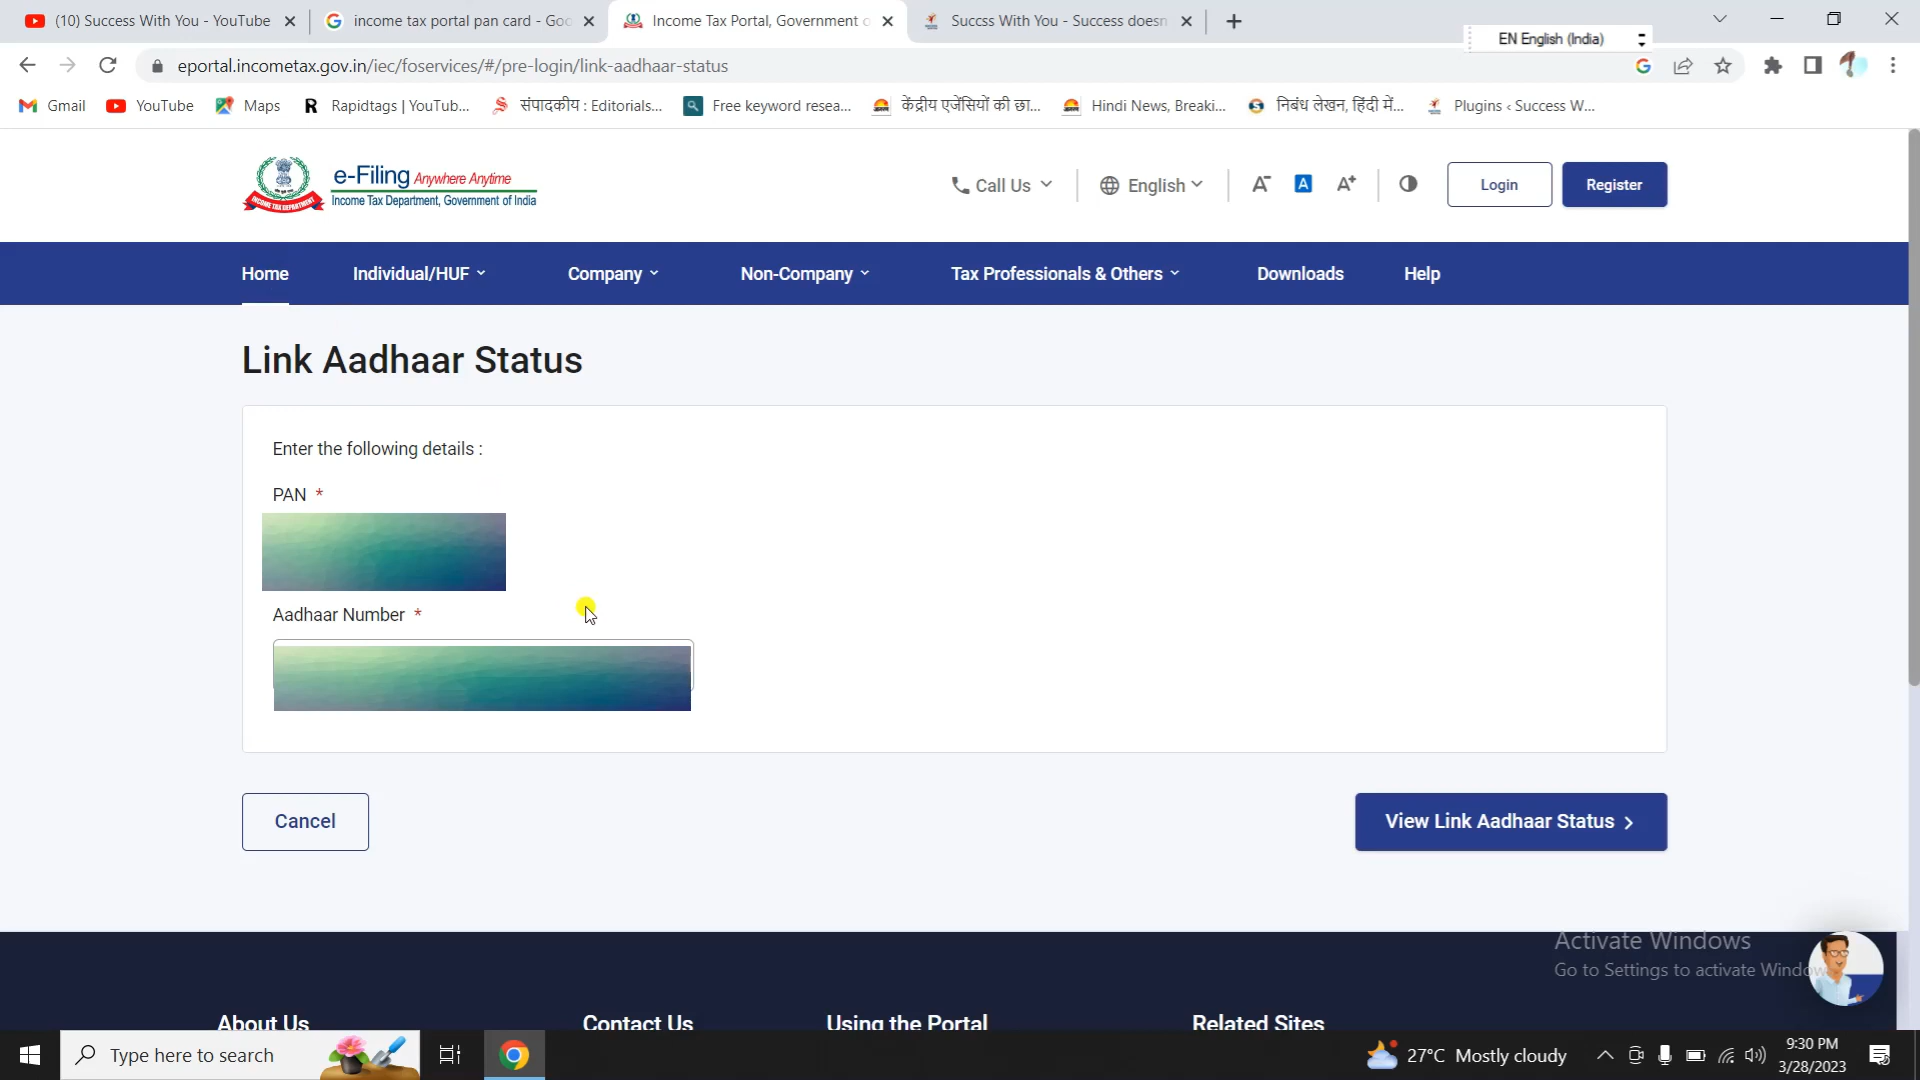 (10) Success With You - YouTube
income tax portal pan card - Goo
Income Tax Portal, Government o
Succss With You - Success doesn
EN English (India)
eportal.incometax.gov.in/iec/foservices/#/pre-login/link-aadhaar-status
Gmail
YouTube
Maps
Rapidtags | YouTub...
संपादकीय : Editorials...
Free keyword resea...
केंद्रीय एजेंसियों की छा...
Hindi News, Breaki...
निबंध लेखन, हिंदी में...
Plugins ‹ Success W...
e-Filing Anywhere Anytime
Income Tax Department, Government of India
INCOME TAX DEPARTMENT
Call Us
English
A-
A
A+
Login
Register
Home
Individual/HUF
Company
Non-Company
Tax Professionals & Others
Downloads
Help
Link Aadhaar Status
Enter the following details :
PAN *
Aadhaar Number *
Cancel
View Link Aadhaar Status >
Activate Windows
Go to Settings to activate Windo
About Us
Contact Us
Using the Portal
Related Sites
Type here to search
27°C Mostly cloudy
9:30 PM
3/28/2023